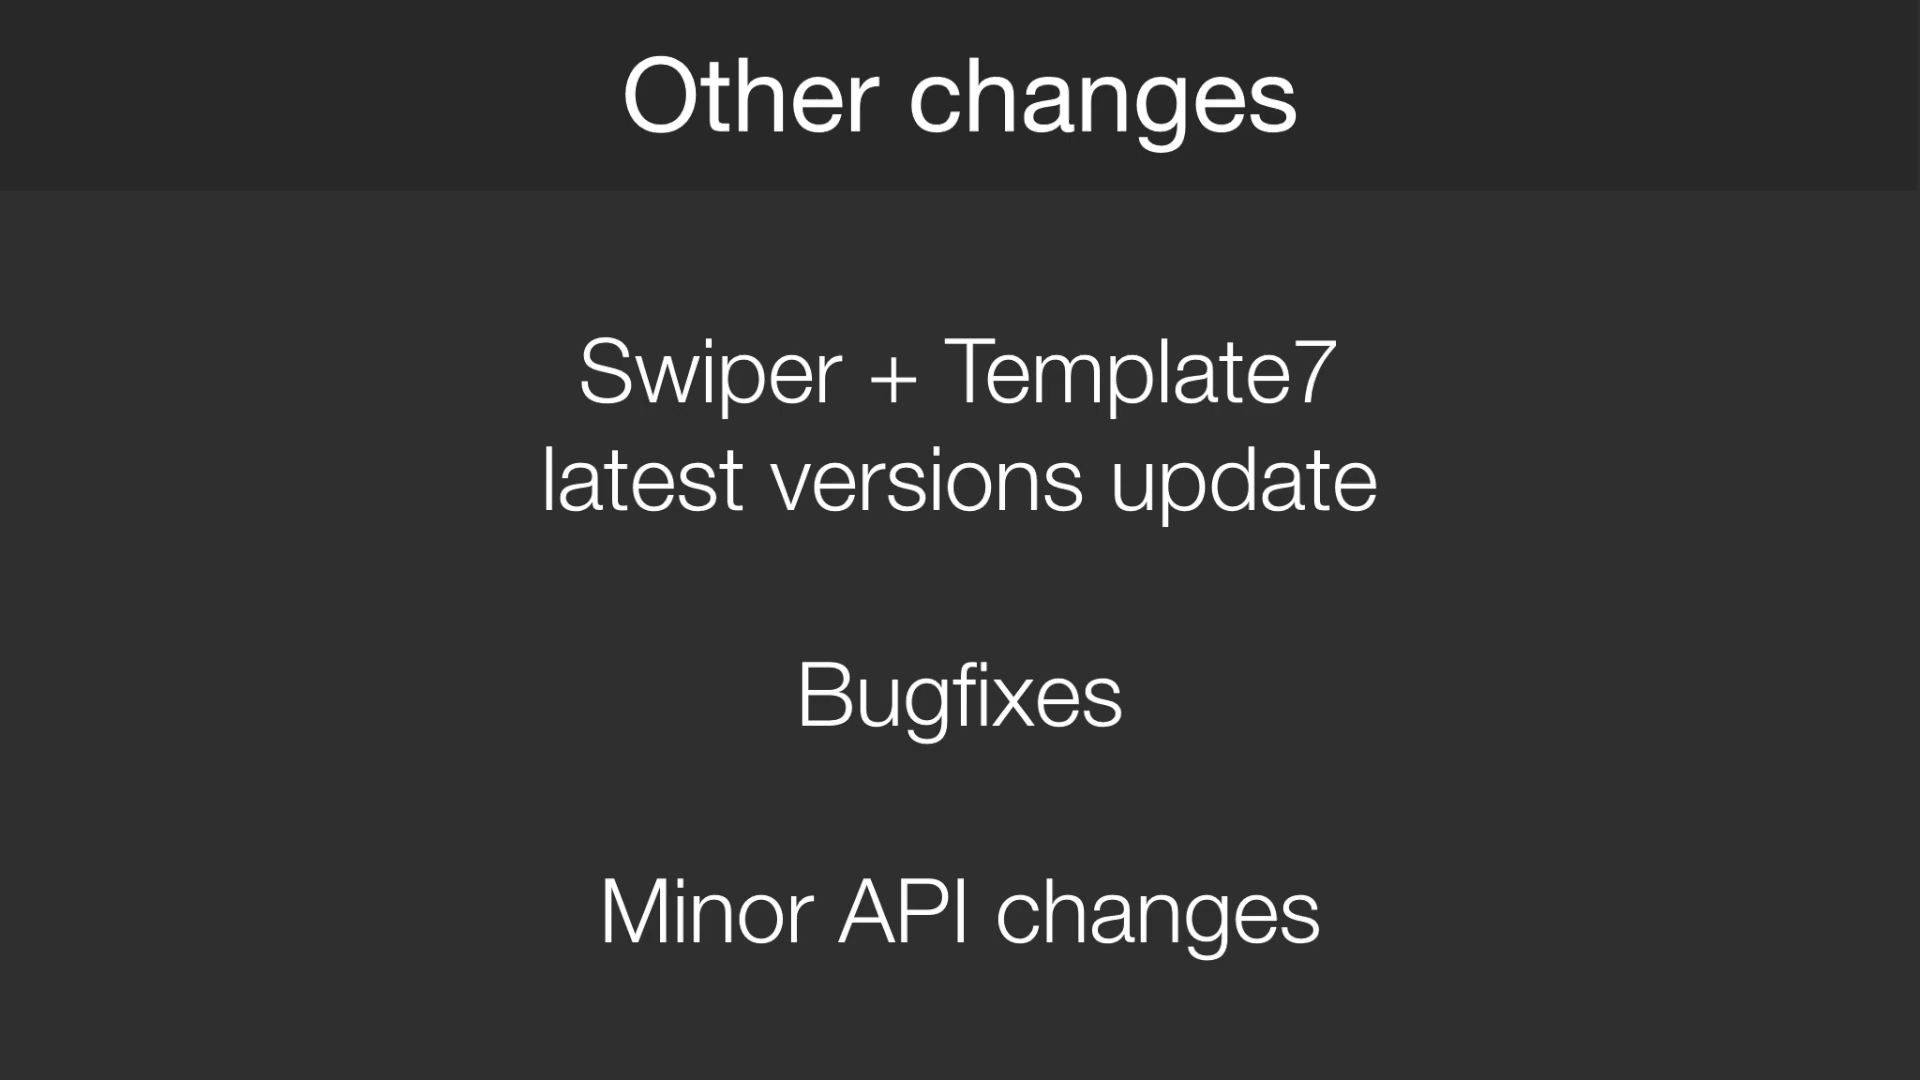 Other changes
Swiper + Template7
latest versions update
Bugfixes
Minor API changes